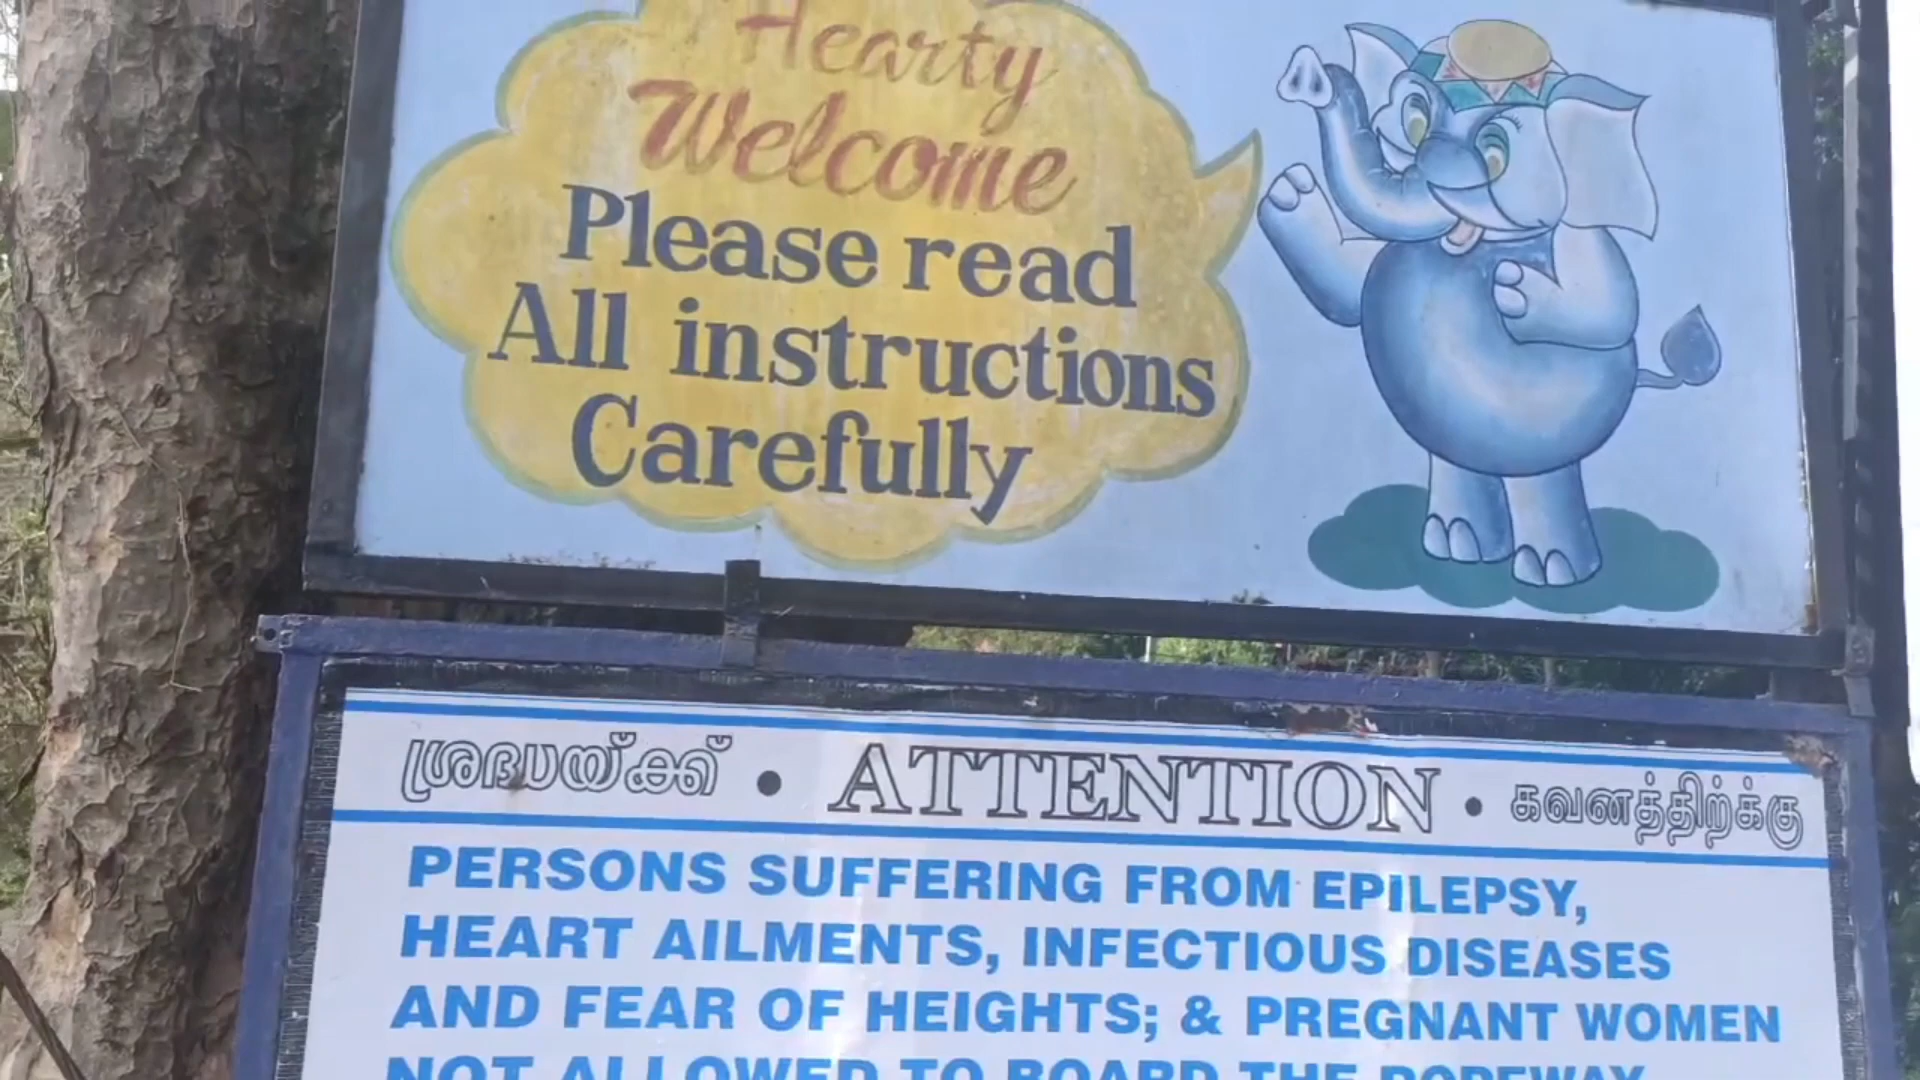 Hearty
Welcome
Please read
All instructions
Carefully
ശ്രദ്ധയ്ക്ക് • ATTENTION • கவனத்திற்க்கு
PERSONS SUFFERING FROM EPILEPSY,
HEART AILMENTS, INFECTIOUS DISEASES
AND FEAR OF HEIGHTS; & PREGNANT WOMEN
NOT ALLOWED TO BOARD THE ROPEWAY